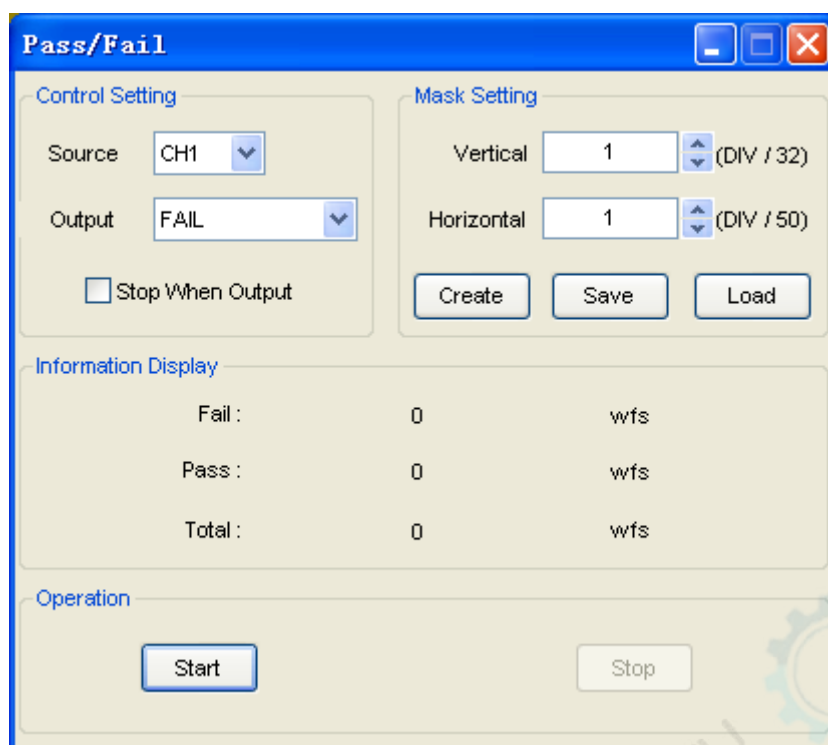 Pass/Fail
Control Setting
Source CH1
Output FAIL
Stop When Output
Mask Setting
Vertical 1 (DIV / 32)
Horizontal 1 (DIV / 50)
Create Save Load
Information Display
Fail : 0 wfs
Pass : 0 wfs
Total : 0 wfs
Operation
Start Stop